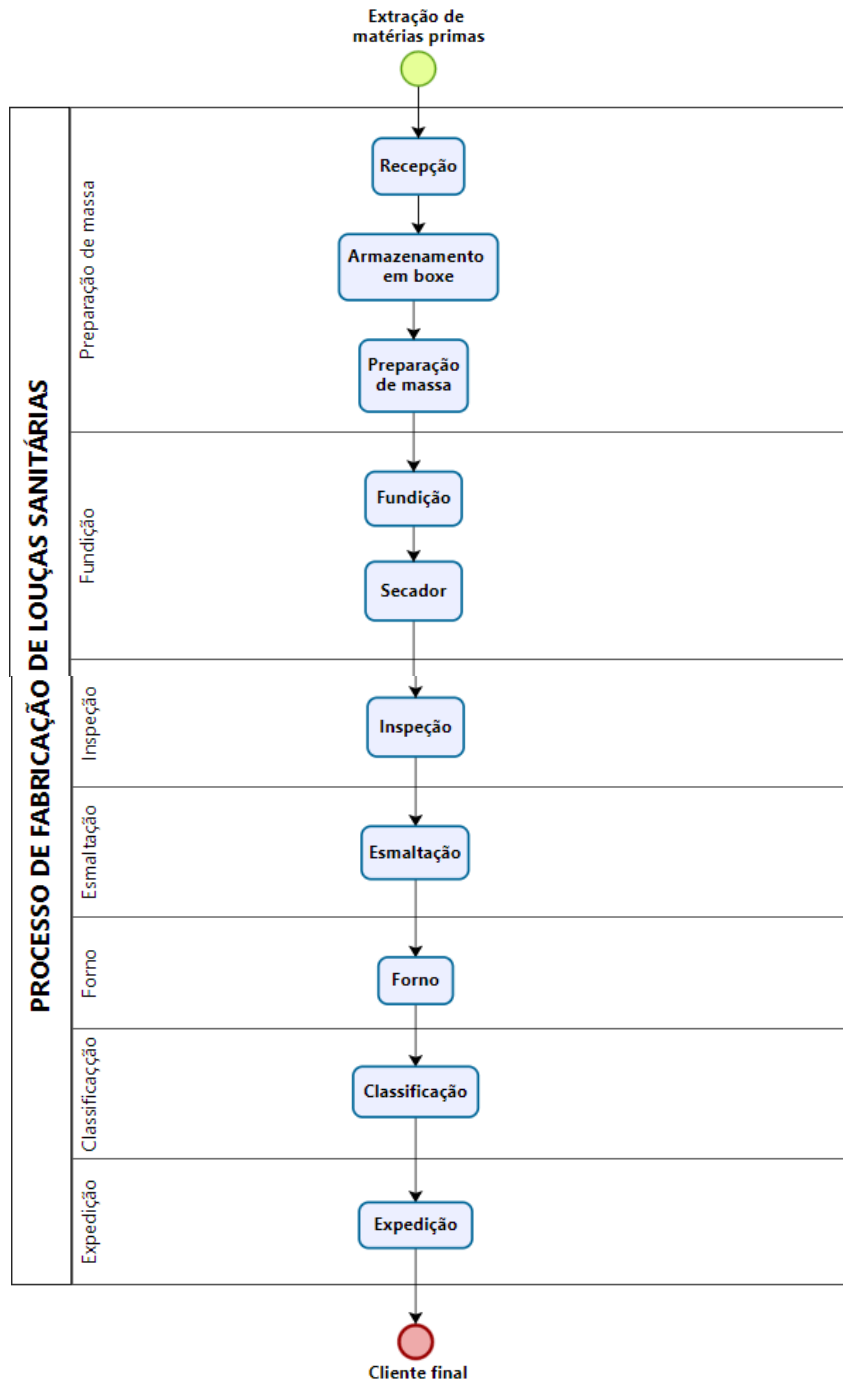 Extração de
matérias primas
PROCESSO DE FABRICAÇÃO DE LOUÇAS SANITÁRIAS
Preparação de massa
Recepção
Armazenamento
em boxe
Preparação
de massa
Fundição
Fundição
Secador
Inspeção
Inspeção
Esmaltação
Esmaltação
Forno
Forno
Classificaçção
Classificação
Expedição
Expedição
Cliente final